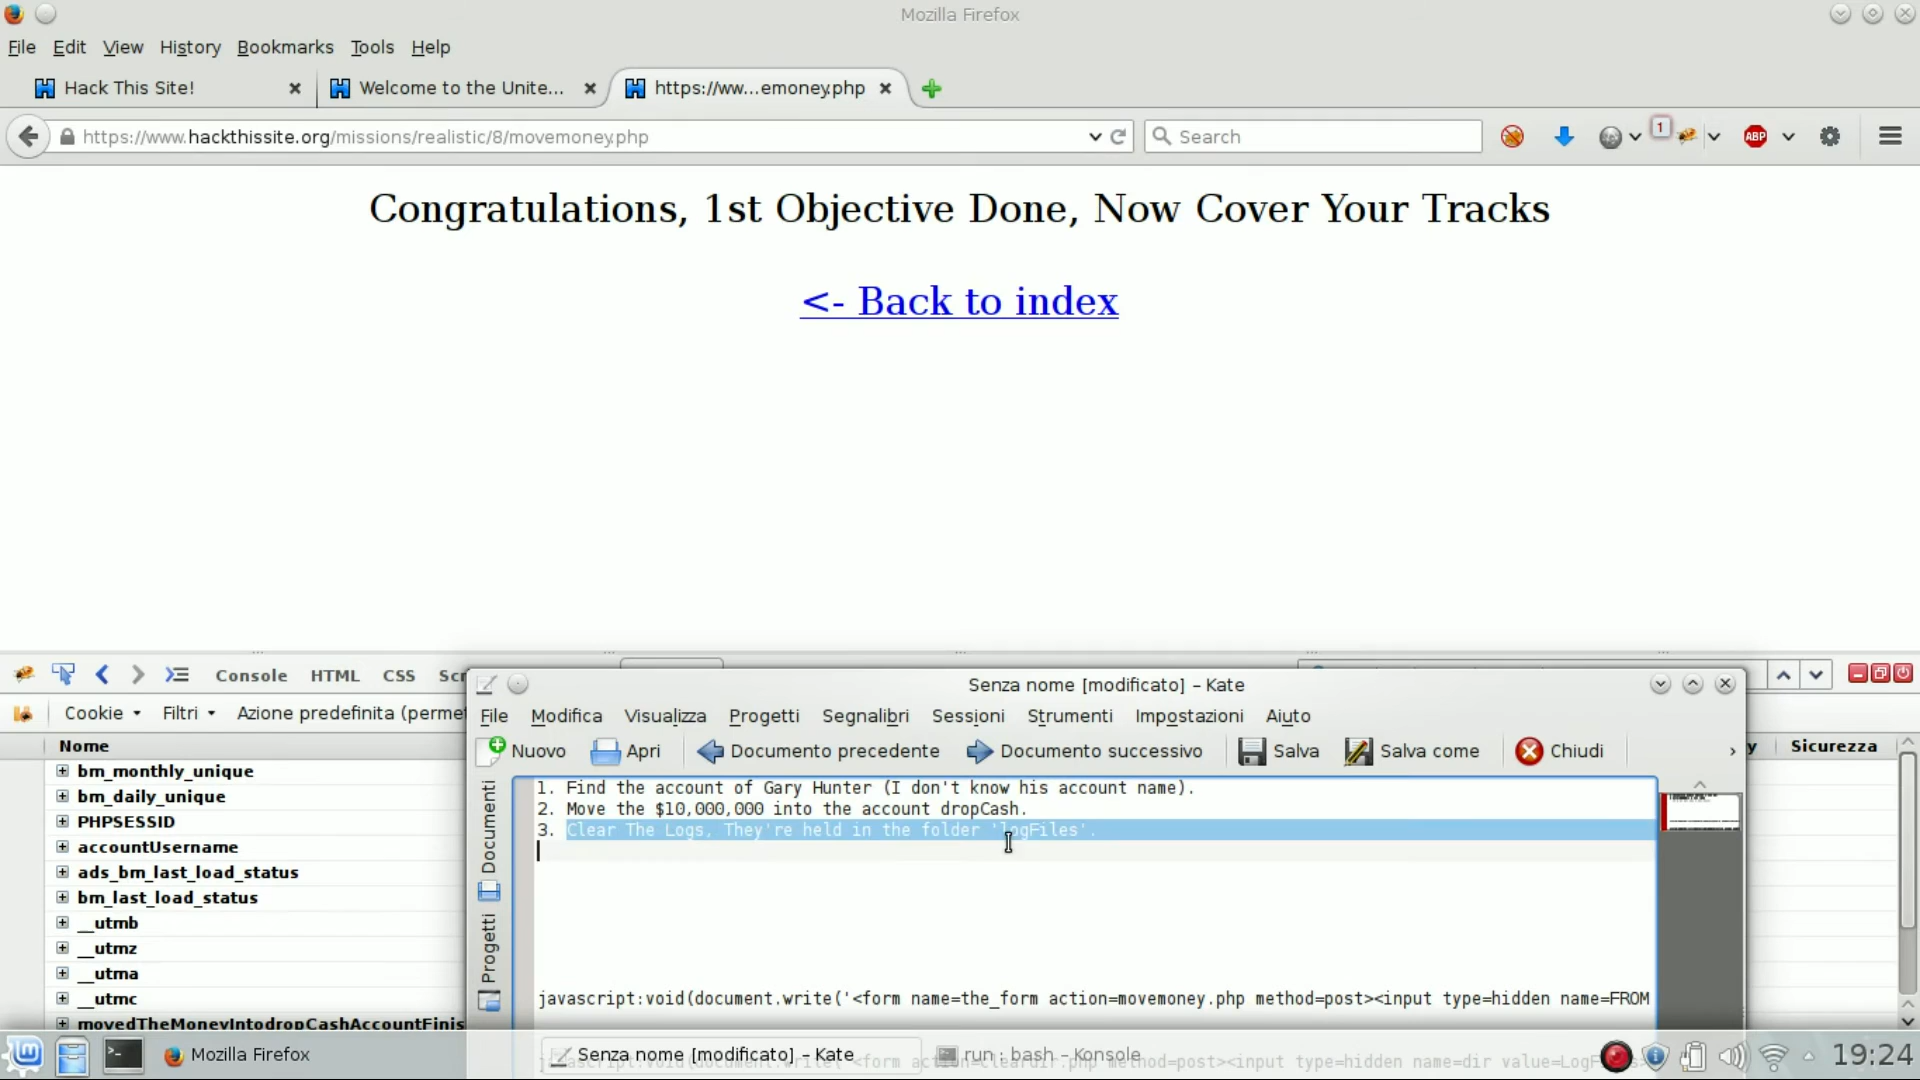 Mozilla Firefox
File Edit View History Bookmarks Tools Help
Hack This Site!
Welcome to the Unite...
https://ww...emoney.php
https://www.hackthissite.org/missions/realistic/8/movemoney.php
Search
1
ABP
Congratulations, 1st Objective Done, Now Cover Your Tracks
<- Back to index
Console HTML CSS
Senza nome [modificato] – Kate
Cookie Filtri Azione predefinita
File Modifica Visualizza Progetti Segnalibri Sessioni Strumenti Impostazioni Aiuto
Nuovo Apri Documento precedente Documento successivo Salva Salva come Chiudi
Nome
Sicurezza
bm_monthly_unique
bm_daily_unique
PHPSESSID
accountUsername
ads_bm_last_load_status
bm_last_load_status
__utmb
__utmz
__utma
__utmc
movedTheMoneyIntodropCashAccountFinis
Documenti
Progetti
1. Find the account of Gary Hunter (I don't know his account name).
2. Move the $10,000,000 into the account dropCash.
3. Clear The Logs, They're held in the folder 'logFiles'.
javascript:void(document.write('<form name=the_form action=movemoney.php method=post><input type=hidden name=FROM
Mozilla Firefox
Senza nome [modificato] – Kate
run : bash – Konsole
19:24